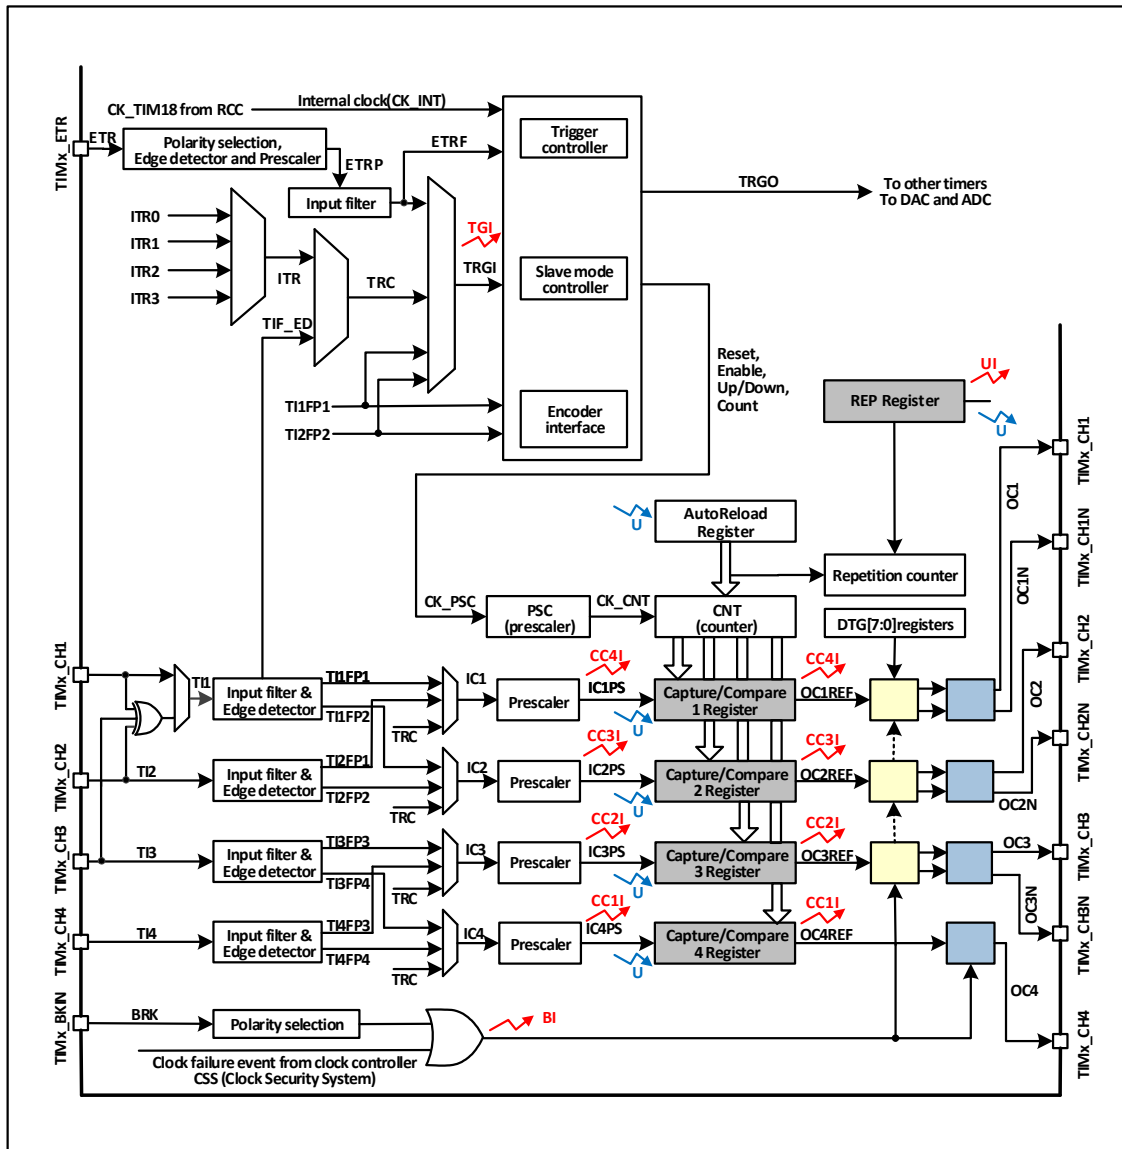 TIMx_ETR
CK_TIM18 from RCC
Internal clock(CK_INT)
ETR
Polarity selection,
Edge detector and Prescaler
ETRP
ETRF
Input filter
Trigger
controller
TRGO
To other timers
To DAC and ADC
ITR0
ITR1
ITR2
ITR3
ITR
TIF_ED
TRC
TGI
TRGI
Slave mode
controller
Reset,
Enable,
Up/Down,
Count
TI1FP1
TI2FP2
Encoder
interface
UI
REP Register
U
TIMx_CH1
OC1
U
AutoReload
Register
Repetition counter
TIMx_CH1N
OC1N
CK_PSC
PSC
(prescaler)
CK_CNT
CNT
(counter)
DTG[7:0]registers
TIMx_CH1
TI1
Input filter &
Edge detector
TI1FP1
TI1FP2
TRC
IC1
Prescaler
CC4I
IC1PS
U
Capture/Compare
1 Register
CC4I
OC1REF
TIMx_CH2
OC2
TIMx_CH2
TI2
Input filter &
Edge detector
TI2FP1
TI2FP2
TRC
IC2
Prescaler
CC3I
IC2PS
U
Capture/Compare
2 Register
CC3I
OC2REF
TIMx_CH2N
OC2N
TIMx_CH3
TI3
Input filter &
Edge detector
TI3FP3
TI3FP4
TRC
IC3
Prescaler
CC2I
IC3PS
U
Capture/Compare
3 Register
CC2I
OC3REF
OC3
TIMx_CH3
OC3N
TIMx_CH3N
TIMx_CH4
TI4
Input filter &
Edge detector
TI4FP3
TI4FP4
TRC
IC4
Prescaler
CC1I
IC4PS
U
Capture/Compare
4 Register
CC1I
OC4REF
OC4
TIMx_CH4
TIMx_BKIN
BRK
Polarity selection
BI
Clock failure event from clock controller
CSS (Clock Security System)